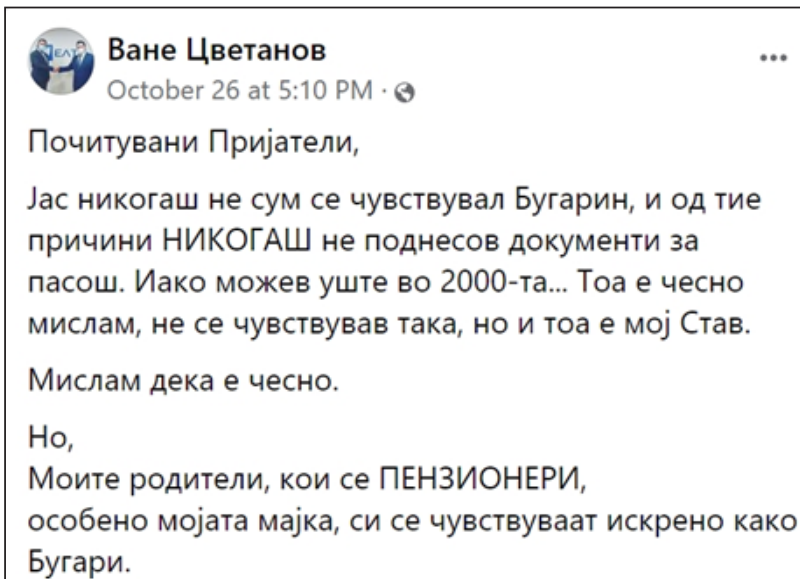 Ване Цветанов
October 26 at 5:10 PM ·
Почитувани Пријатели,
Јас никогаш не сум се чувствувал Бугарин, и од тие
причини НИКОГАШ не поднесов документи за
пасош. Иако можев уште во 2000-та... Тоа е чесно
мислам, не се чувствував така, но и тоа е мој Став.
Мислам дека е чесно.
Но,
Моите родители, кои се ПЕНЗИОНЕРИ,
особено мојата мајка, си се чувствуваат искрено како
Бугари.